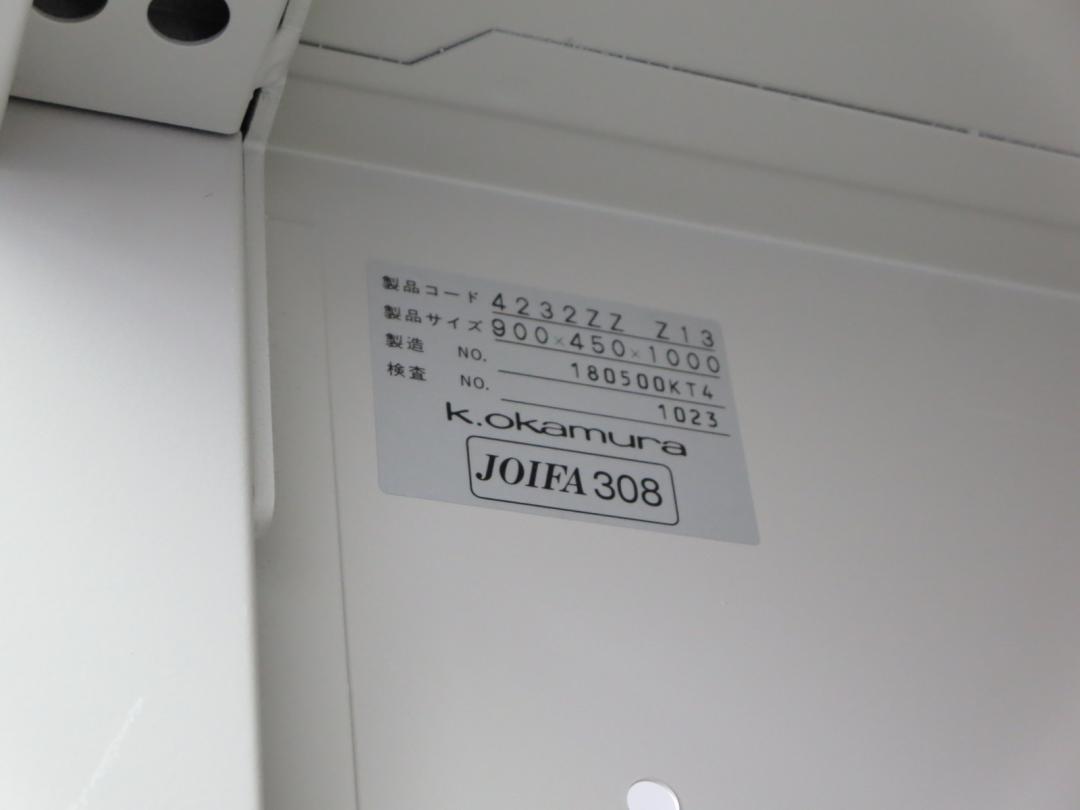 製品コード 4232ZZ Z13
製品サイズ 900×450×1000
製造 NO. 180500KT4
検査 NO. 1023
k.okamura
JOIFA 308